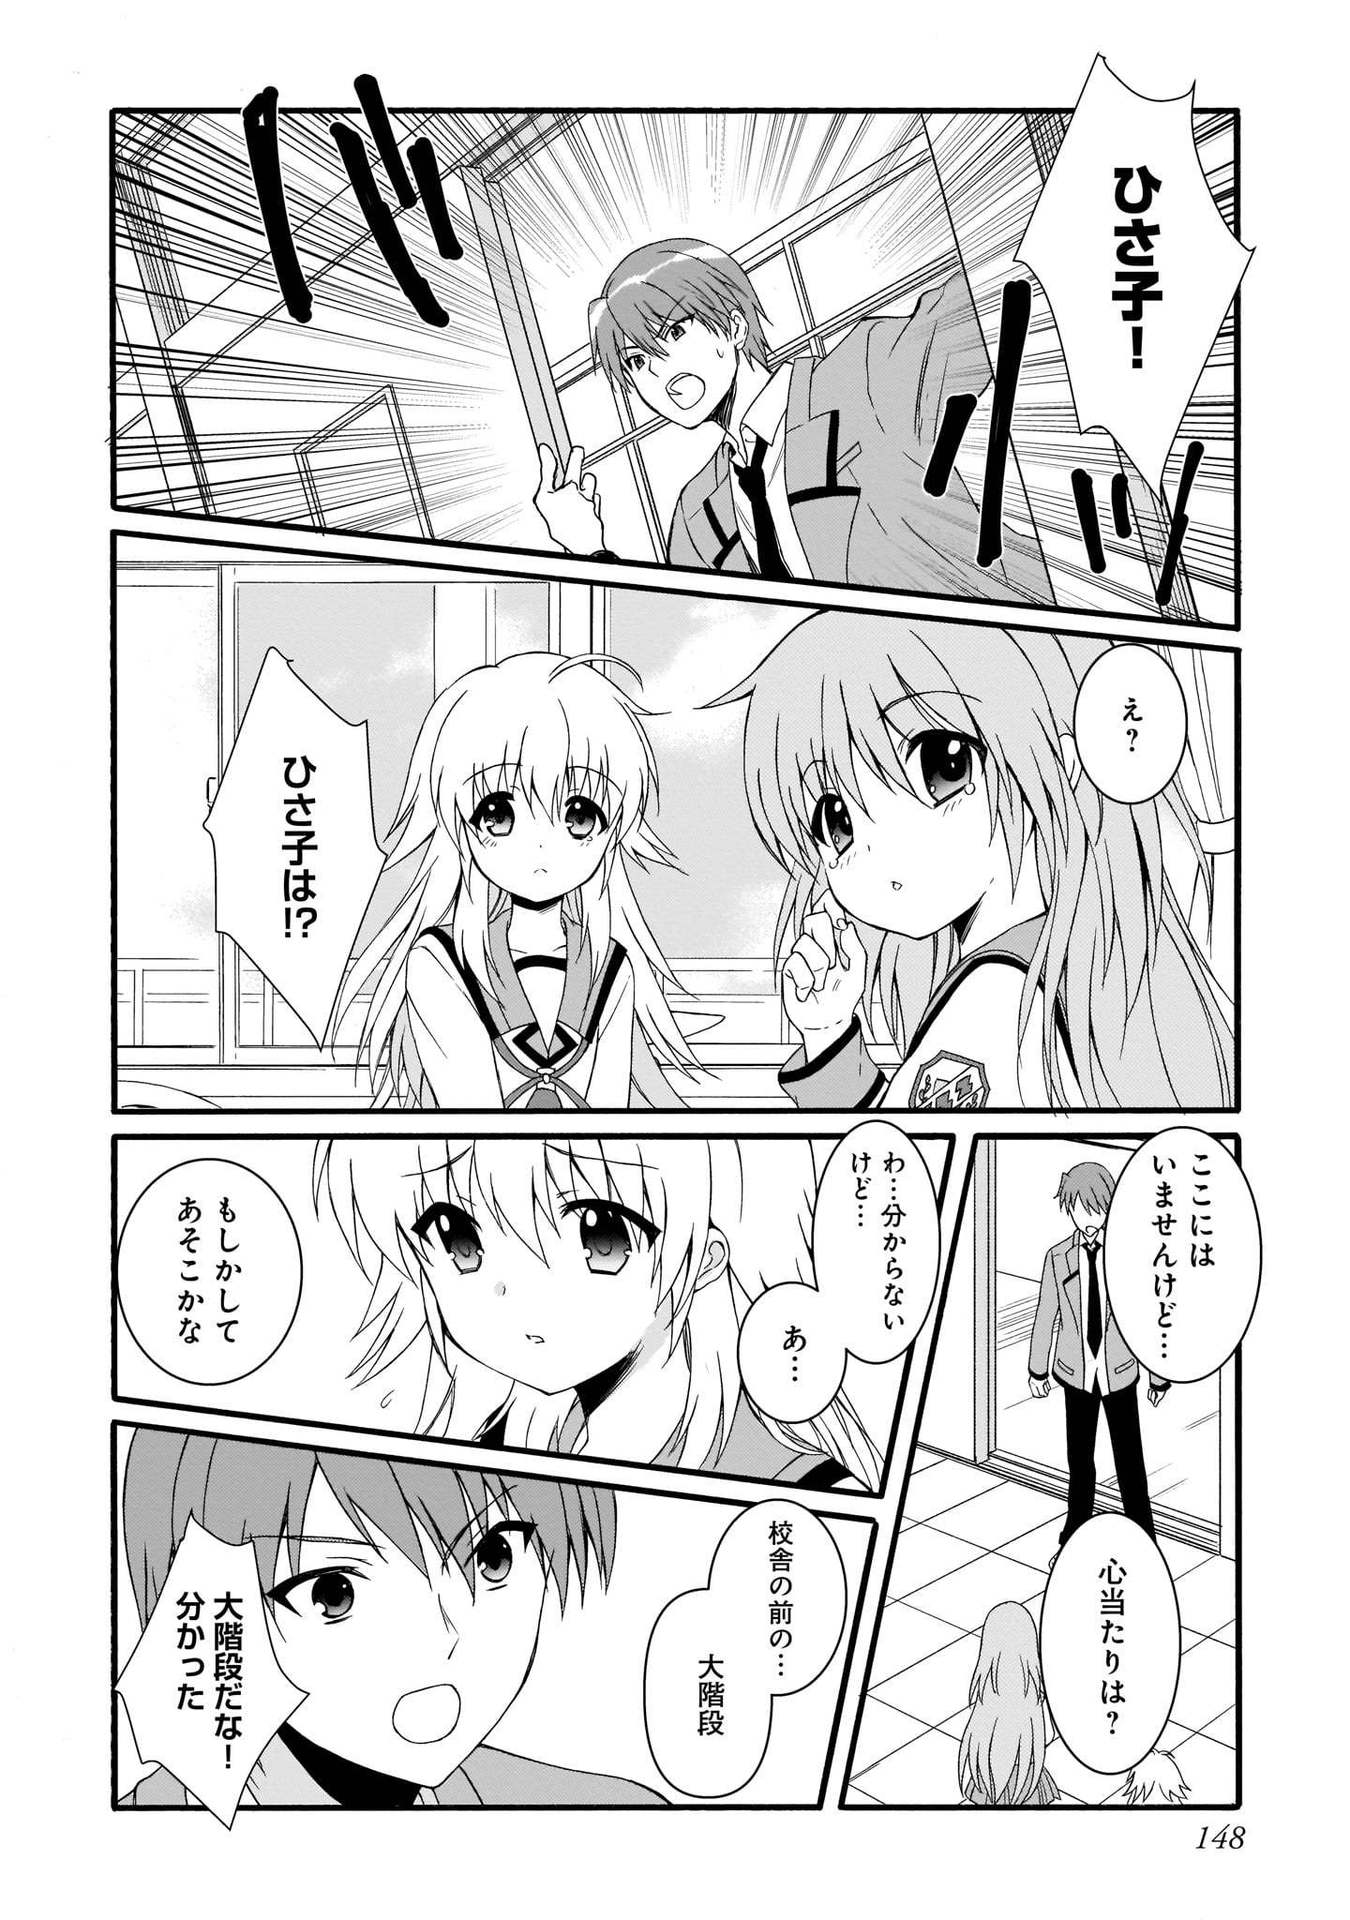 ひさ子!
バン
ッ
え?
ひさ子は!?
ここには
いませんけど…
心当たりは?
わ…分からない
けど…
あ…
もしかして
あそこかな
校舎の前の…
大階段
大階段だな!
分かった
148